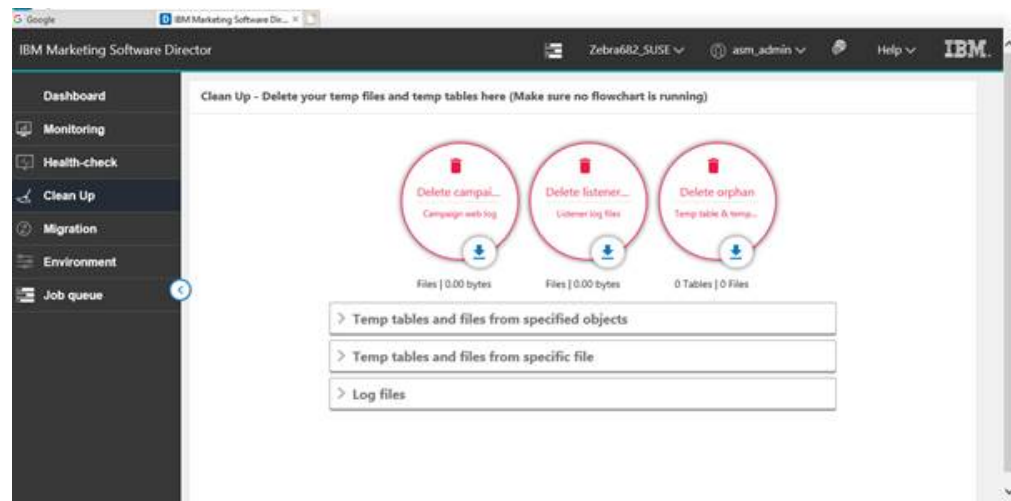 Google
IBM Marketing Software Die... ×
IBM Marketing Software Director
Zebra682_SUSE
asm_admin
Help
IBM.
Dashboard
Monitoring
Health-check
Clean Up
Migration
Environment
Job queue
Clean Up - Delete your temp files and temp tables here (Make sure no flowchart is running)
Delete campai...
Campaign web log
Files | 0.00 bytes
Delete listener...
Listener log files
Files | 0.00 bytes
Delete orphan
Temp table & temp...
0 Tables | 0 Files
Temp tables and files from specified objects
Temp tables and files from specific file
Log files